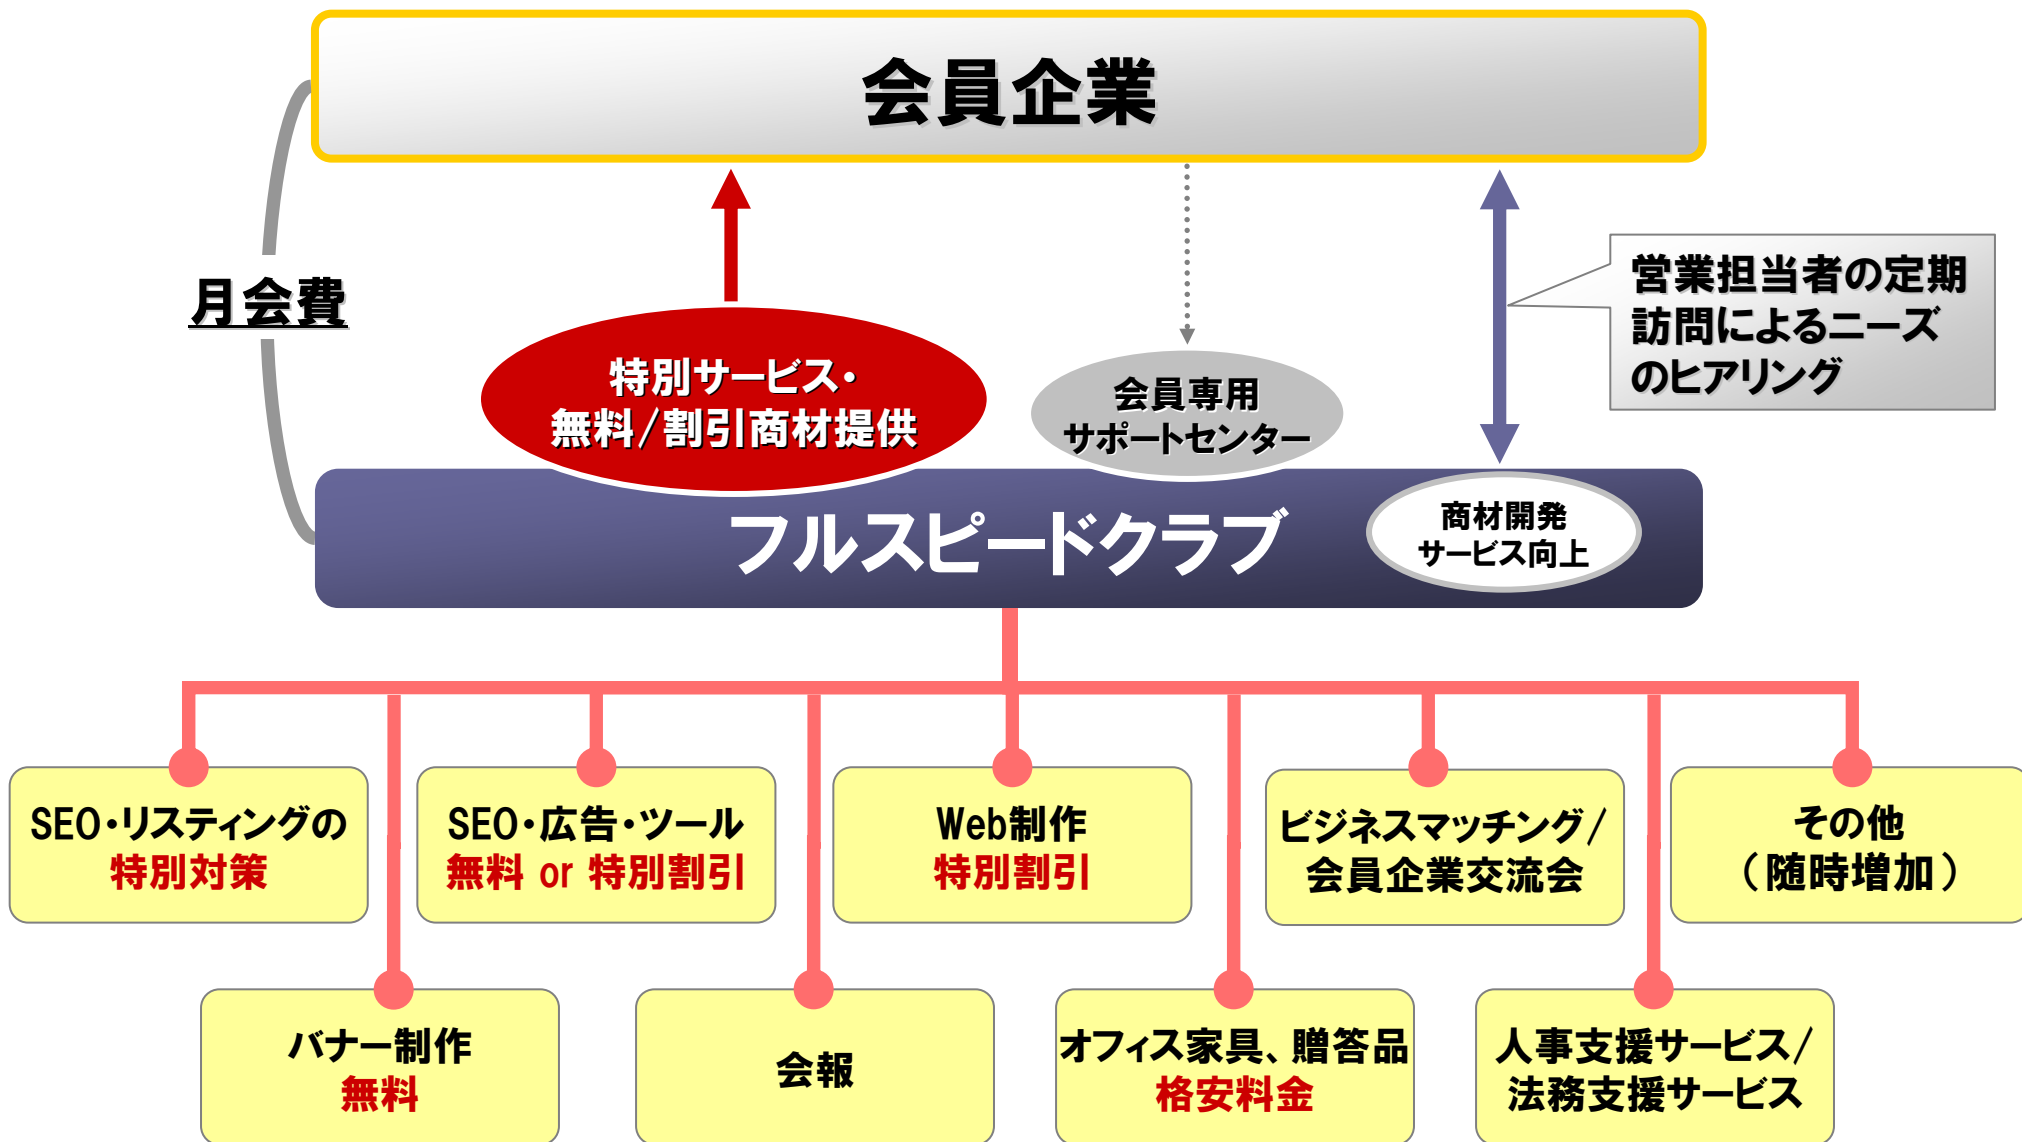 会員企業
月会費
営業担当者の定期
訪問によるニーズ
のヒアリング
特別サービス・
無料/割引商材提供
会員専用
サポートセンター
フルスピードクラブ
商材開発
サービス向上
SEO・リスティングの
特別対策
SEO・広告・ツール
無料 or 特別割引
Web制作
特別割引
ビジネスマッチング/
会員企業交流会
その他
（随時増加）
バナー制作
無料
会報
オフィス家具、贈答品
格安料金
人事支援サービス/
法務支援サービス